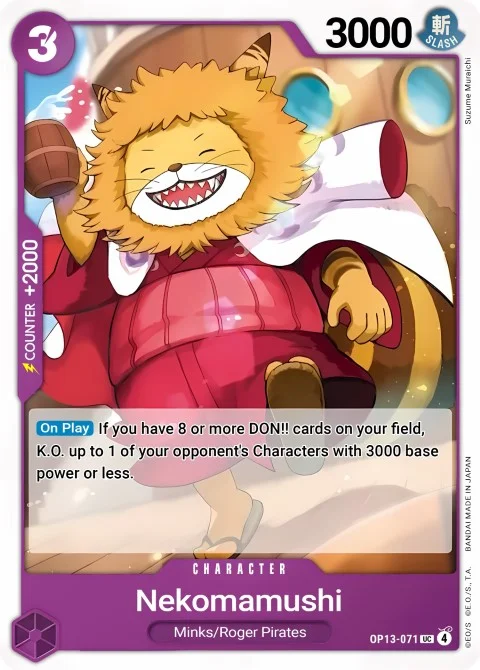 3
3000
斬
SLASH
Suzume Muraichi
COUNTER +2000
On Play If you have 8 or more DON!! cards on your field,
K.O. up to 1 of your opponent's Characters with 3000 base
power or less.
CHARACTER
Nekomamushi
Minks/Roger Pirates
OP13-071 UC 4
©E.O/S ©E.O./S.,T.A. BANDAI MADE IN JAPAN